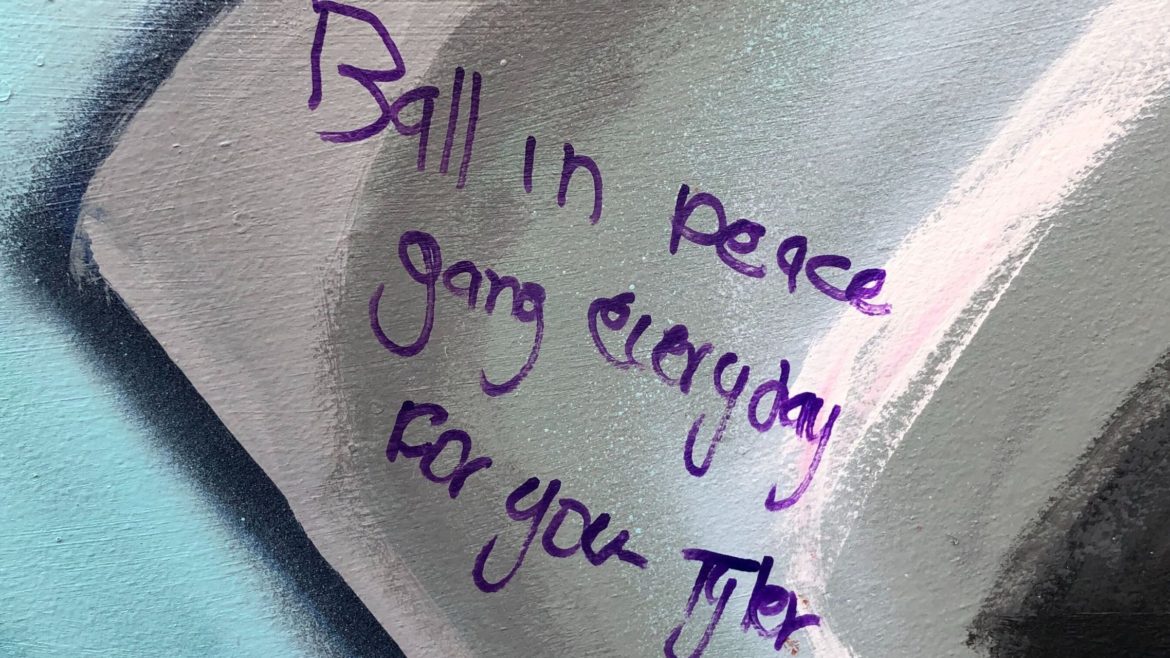 Ball in peace
gang everyday
For you Tyler